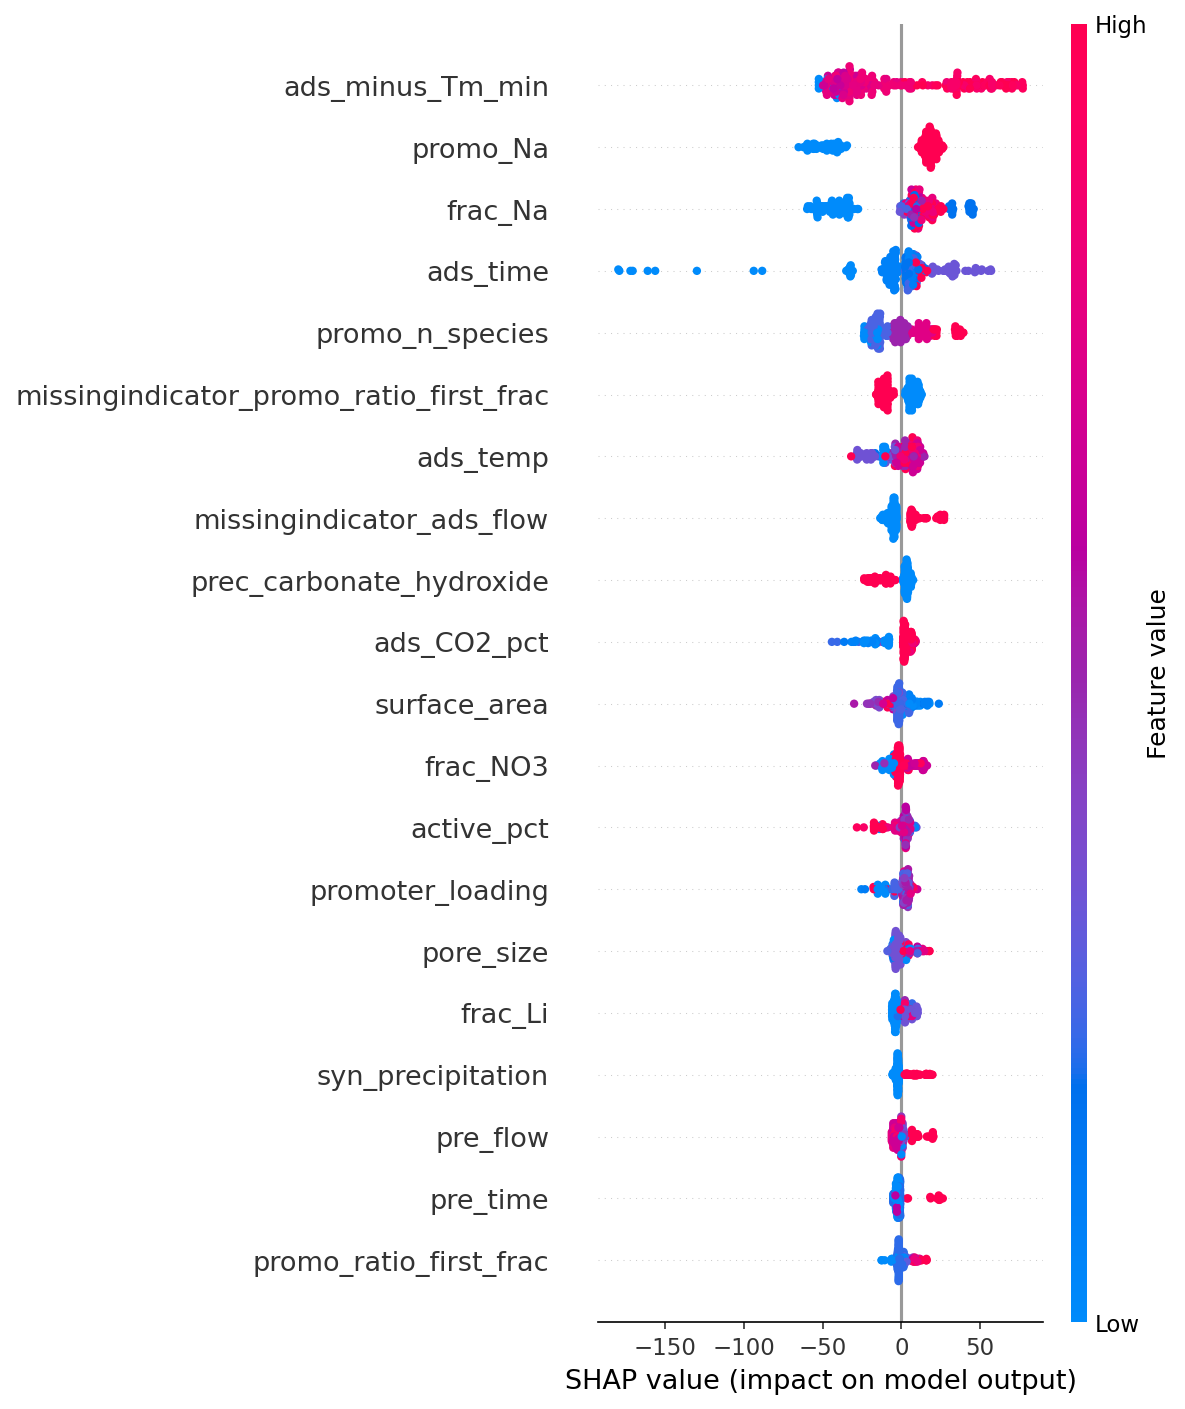 High
ads_minus_Tm_min
promo_Na
frac_Na
ads_time
promo_n_species
missingindicator_promo_ratio_first_frac
ads_temp
missingindicator_ads_flow
prec_carbonate_hydroxide
ads_CO2_pct
surface_area
frac_NO3
active_pct
promoter_loading
pore_size
frac_Li
syn_precipitation
pre_flow
pre_time
promo_ratio_first_frac
Feature value
Low
−150 −100 −50 0 50
SHAP value (impact on model output)